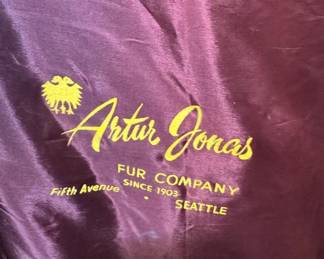 Artur Jonas
FUR COMPANY
SINCE 1903
Fifth Avenue - SEATTLE